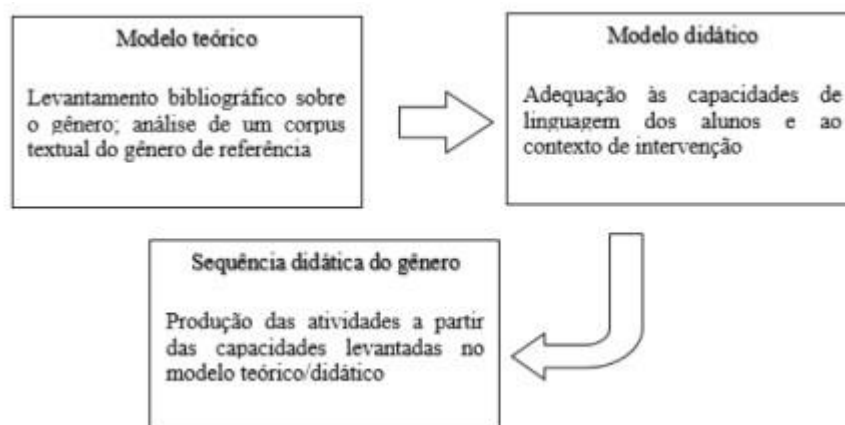 Modelo teórico
Levantamento bibliográfico sobre
o gênero; análise de um corpus
textual do gênero de referência
Modelo didático
Adequação às capacidades de
linguagem dos alunos e ao
contexto de intervenção
Sequência didática do gênero
Produção das atividades a partir
das capacidades levantadas no
modelo teórico/didático